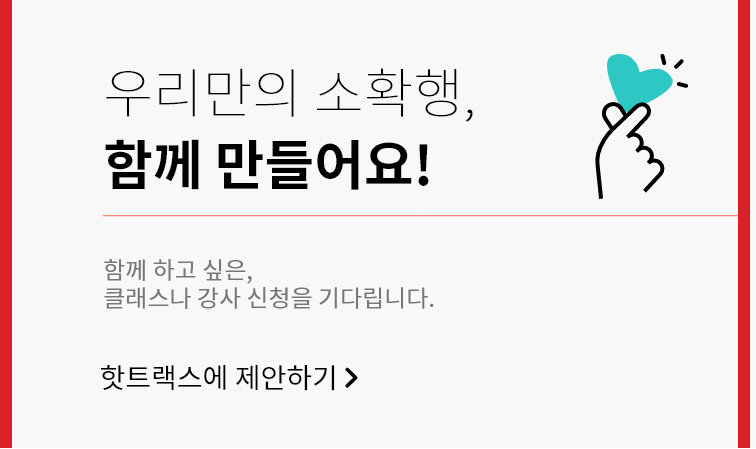 우리만의 소확행,
함께 만들어요!
함께 하고 싶은,
클래스나 강사 신청을 기다립니다.
핫트랙스에 제안하기 >